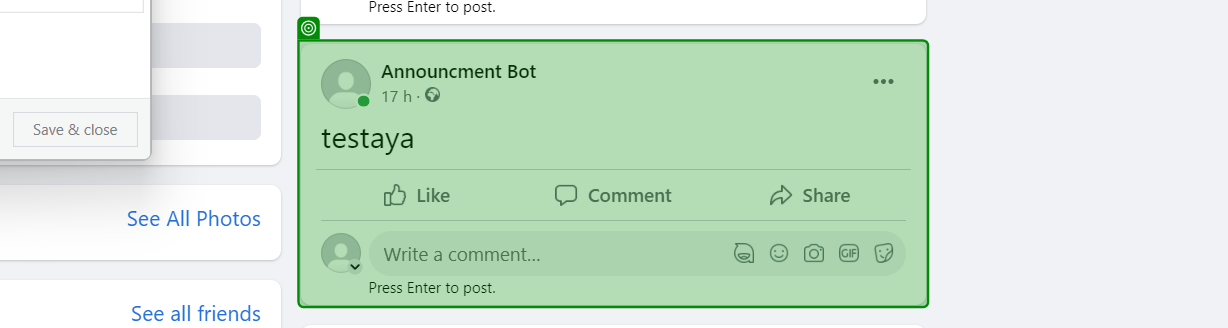 Press Enter to post.
Announcment Bot
17 h ·
testaya
Like Comment Share
Write a comment... GIF
Press Enter to post.
Save & close
See All Photos
See all friends